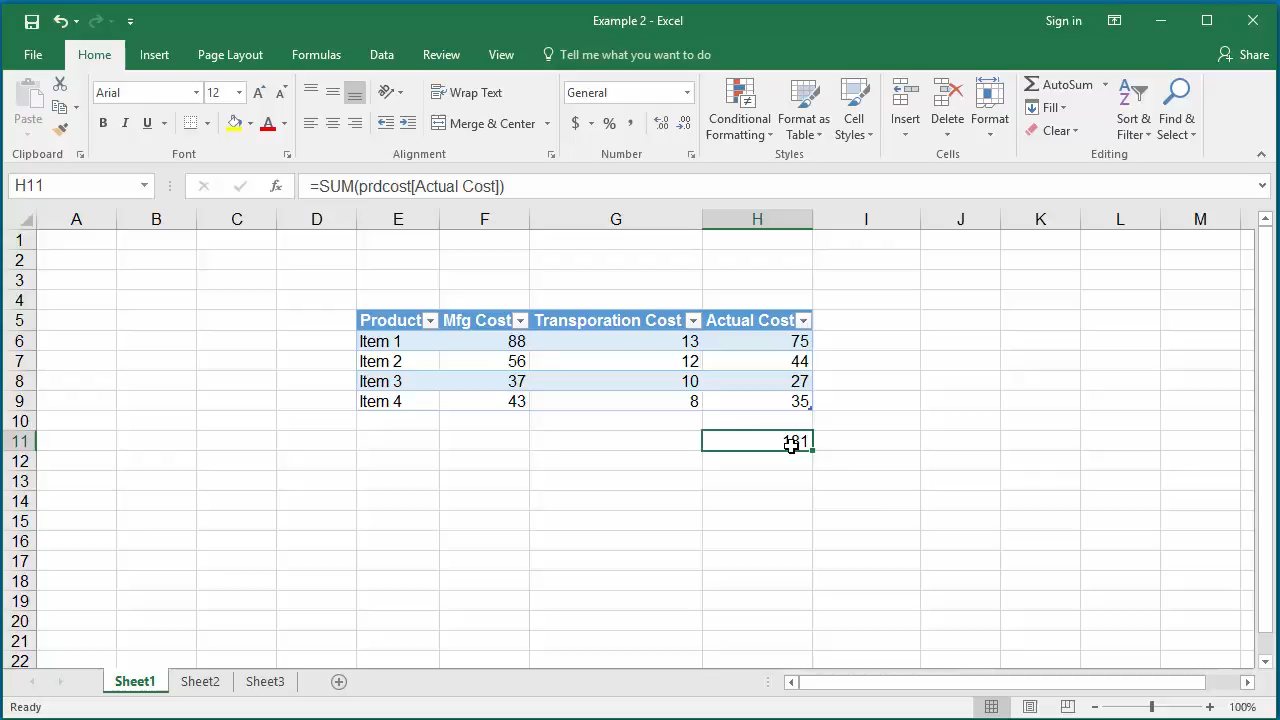 Example 2 - Excel
Sign in
File Home Insert Page Layout Formulas Data Review View Tell me what you want to do Share
Paste
Clipboard
Arial 12
B I U
Font
Wrap Text
Merge & Center
Alignment
General
$ % ,
Number
Conditional Formatting
Format as Table
Cell Styles
Styles
Insert Delete Format
Cells
AutoSum
Fill
Clear
Sort & Filter
Find & Select
Editing
H11 fx =SUM(prdcost[Actual Cost])
A B C D E F G H I J K L M
1
2
3
4
5 Product Mfg Cost Transporation Cost Actual Cost
6 Item 1 88 13 75
7 Item 2 56 12 44
8 Item 3 37 10 27
9 Item 4 43 8 35
10
11 181
12
13
14
15
16
17
18
19
20
21
22
Sheet1 Sheet2 Sheet3
Ready 100%